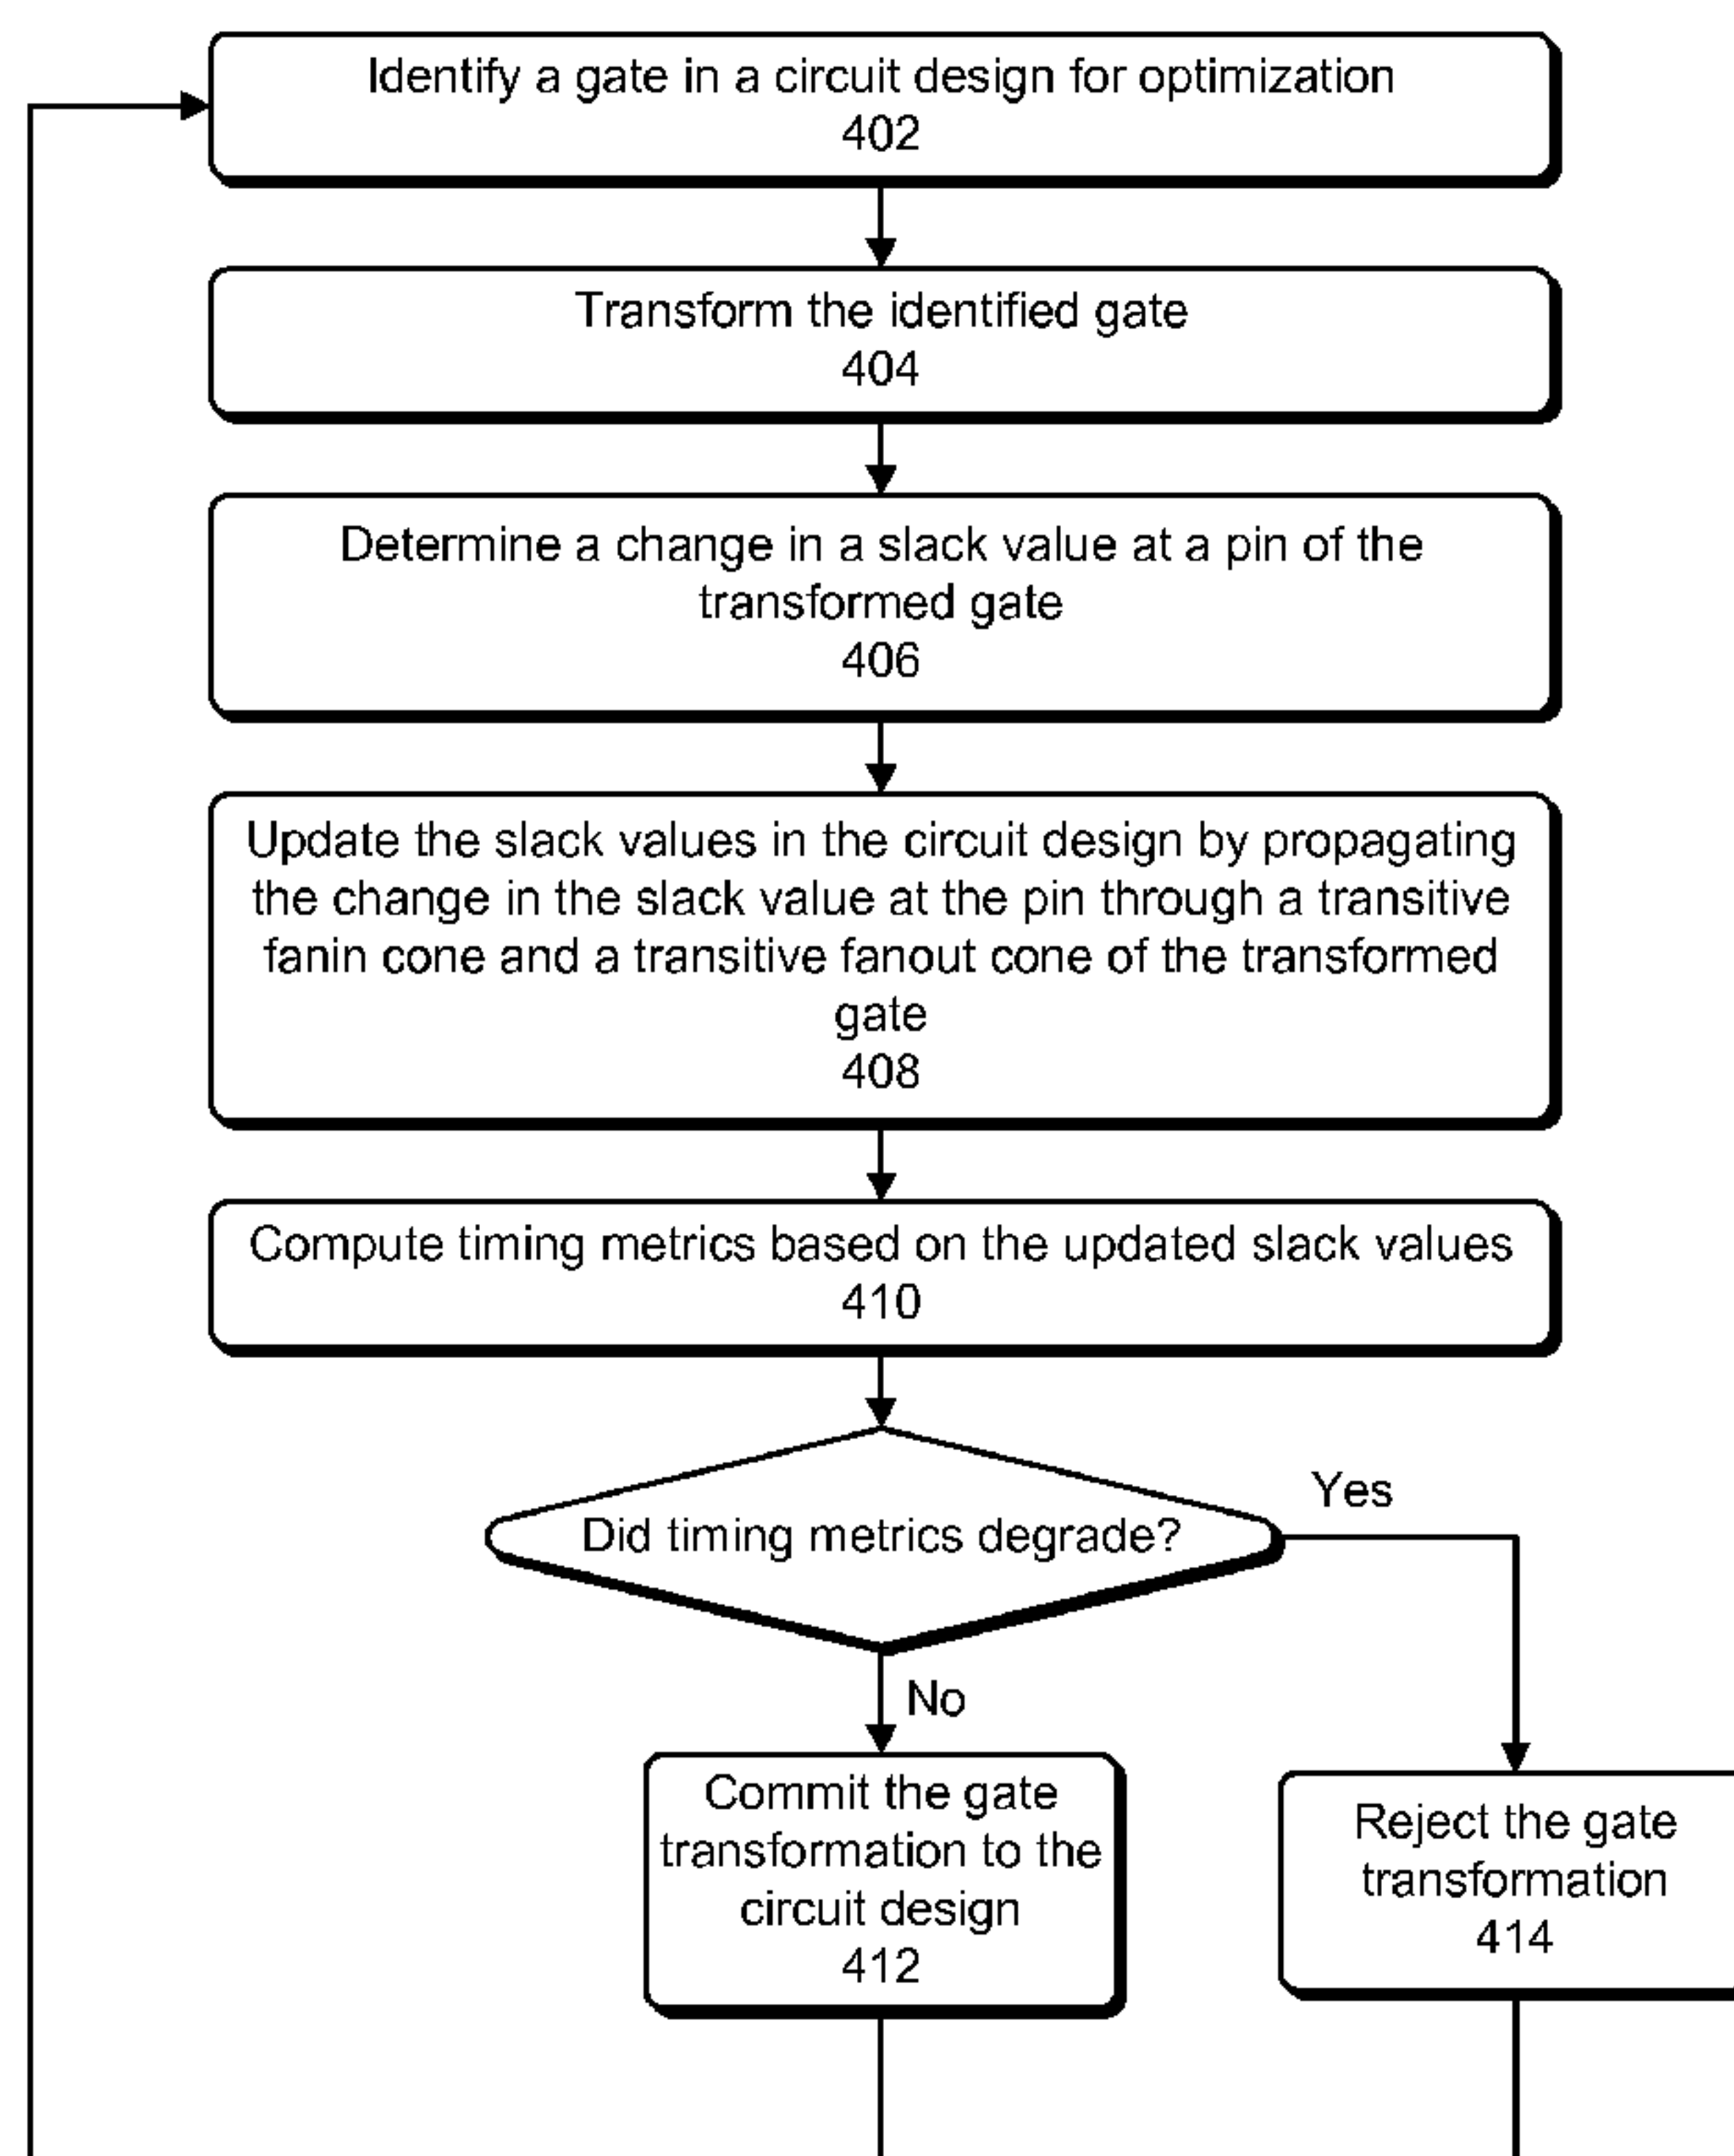 Identify a gate in a circuit design for optimization
402
Transform the identified gate
404
Determine a change in a slack value at a pin of the
transformed gate
406
Update the slack values in the circuit design by propagating
the change in the slack value at the pin through a transitive
fanin cone and a transitive fanout cone of the transformed
gate
408
Compute timing metrics based on the updated slack values
410
Did timing metrics degrade?
Yes
No
Commit the gate
transformation to the
circuit design
412
Reject the gate
transformation
414